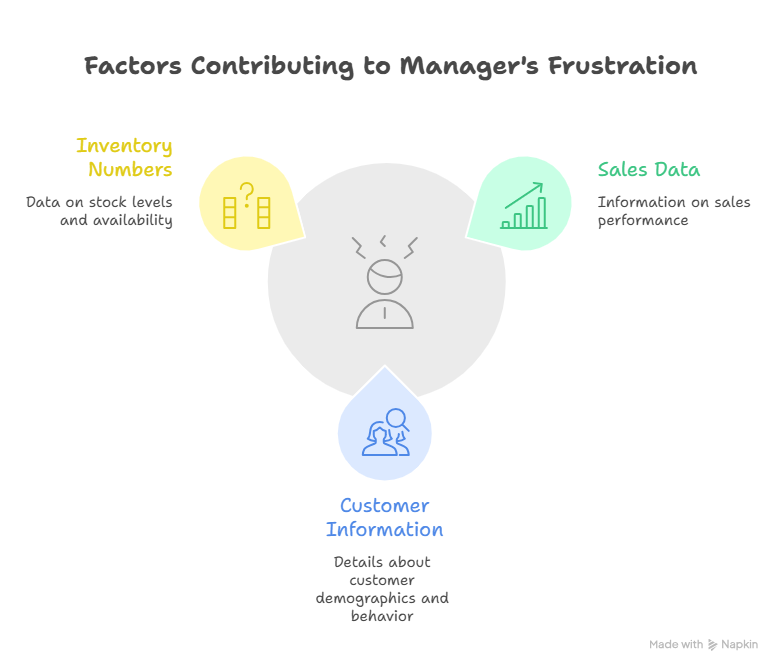 Factors Contributing to Manager's Frustration
Inventory
Numbers
Data on stock levels
and availability
?
Sales Data
Information on sales
performance
Customer
Information
Details about
customer
demographics and
behavior
Made with Napkin